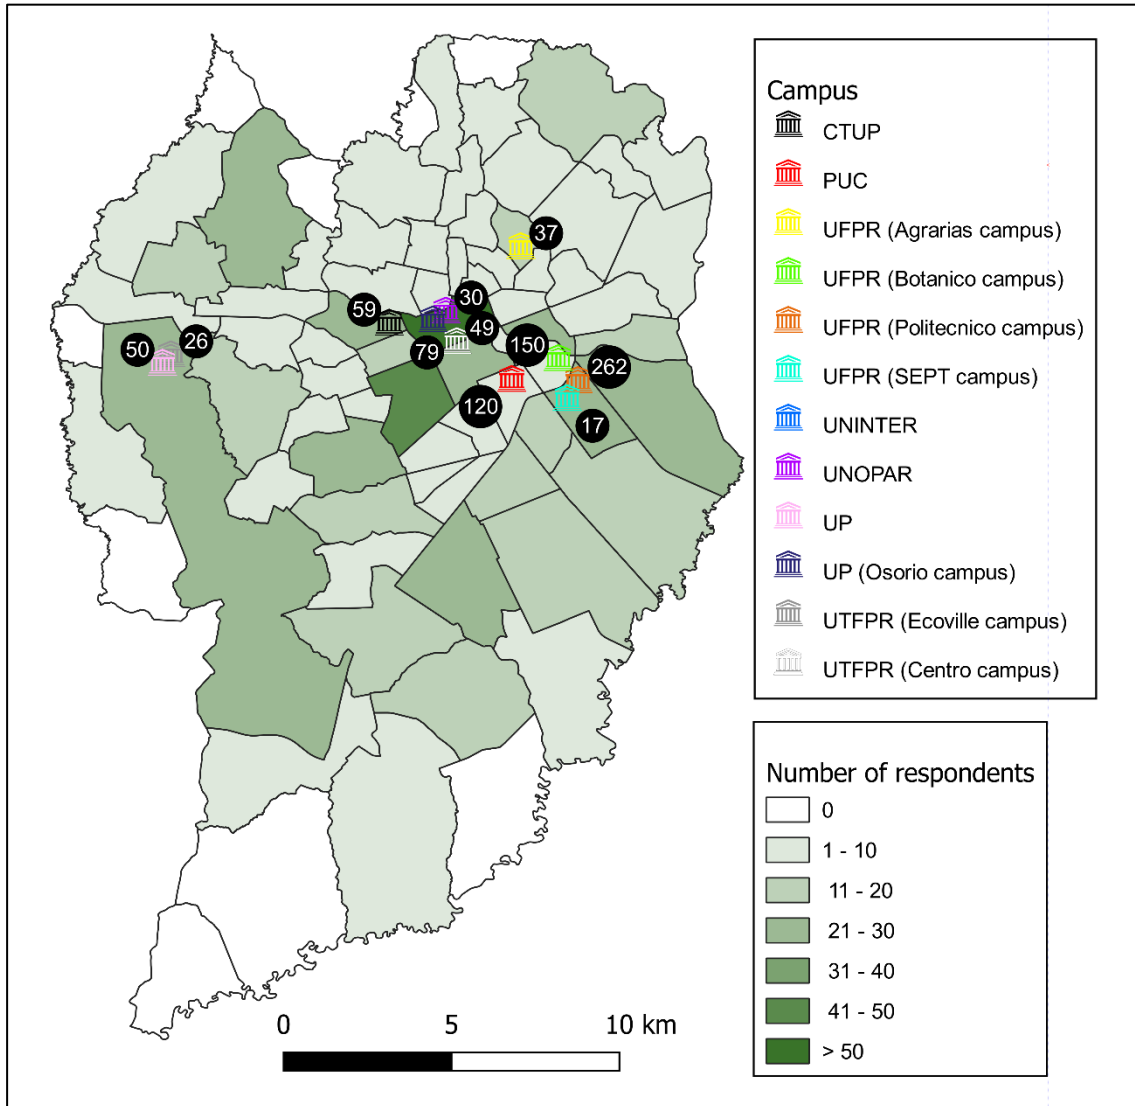 Campus
CTUP
PUC
UFPR (Agrarias campus)
UFPR (Botanico campus)
UFPR (Politecnico campus)
UFPR (SEPT campus)
UNINTER
UNOPAR
UP
UP (Osorio campus)
UTFPR (Ecoville campus)
UTFPR (Centro campus)
Number of respondents
0
1 - 10
11 - 20
21 - 30
31 - 40
41 - 50
> 50
37
30
59
49
26
50
150
79
262
120
17
0 5 10 km